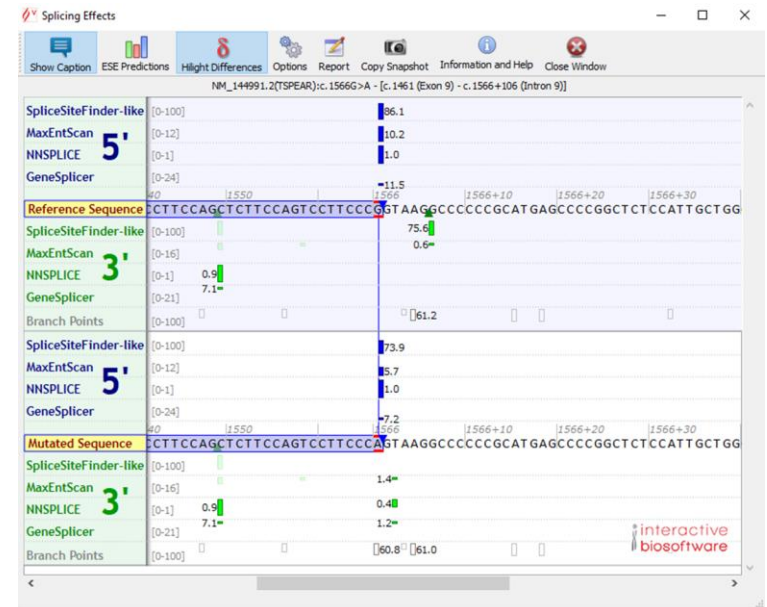 Splicing Effects
Show Caption ESE Predictions Hilight Differences Options Report Copy Snapshot Information and Help Close Window
NM_144991.2(TSPEAR):c.1566G>A - [c.1461 (Exon 9) - c.1566+106 (Intron 9)]
SpliceSiteFinder-like [0-100] 86.1
MaxEntScan [0-12] 10.2
5'
NNSPLICE [0-1] 1.0
GeneSplicer [0-24] 11.5
40 1550 1566 1566+10 1566+20 1566+30
Reference Sequence CCTTCCAGCTCTTCCAGTCCTTCCCGGTAAGGCCCCCCGCATGAGCCCCGGCTCTCCATTGCTGG
SpliceSiteFinder-like [0-100] 75.6
MaxEntScan [0-16] 0.6
3'
NNSPLICE [0-1] 0.9
GeneSplicer [0-21] 7.1
Branch Points [0-100] 61.2
SpliceSiteFinder-like [0-100] 73.9
MaxEntScan [0-12] 5.7
5'
NNSPLICE [0-1] 1.0
GeneSplicer [0-24] 7.2
40 1550 1566 1566+10 1566+20 1566+30
Mutated Sequence CCTTCCAGCTCTTCCAGTCCTTCCCAGTAAGGCCCCCCGCATGAGCCCCGGCTCTCCATTGCTGG
SpliceSiteFinder-like [0-100]
MaxEntScan [0-16] 1.4
3'
NNSPLICE [0-1] 0.9 0.4
GeneSplicer [0-21] 7.1 1.2
Branch Points [0-100] 60.8 61.0
interactive
biosoftware